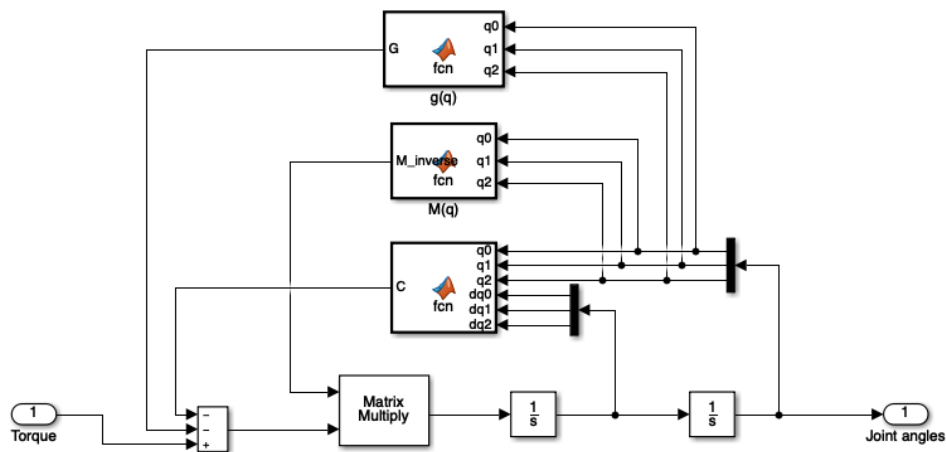 G
fcn
q0
q1
q2
g(q)
M_inverse
fcn
q0
q1
q2
M(q)
C
fcn
q0
q1
q2
dq0
dq1
dq2
1
Torque
−
−
+
Matrix
Multiply
1
s
1
s
1
Joint angles